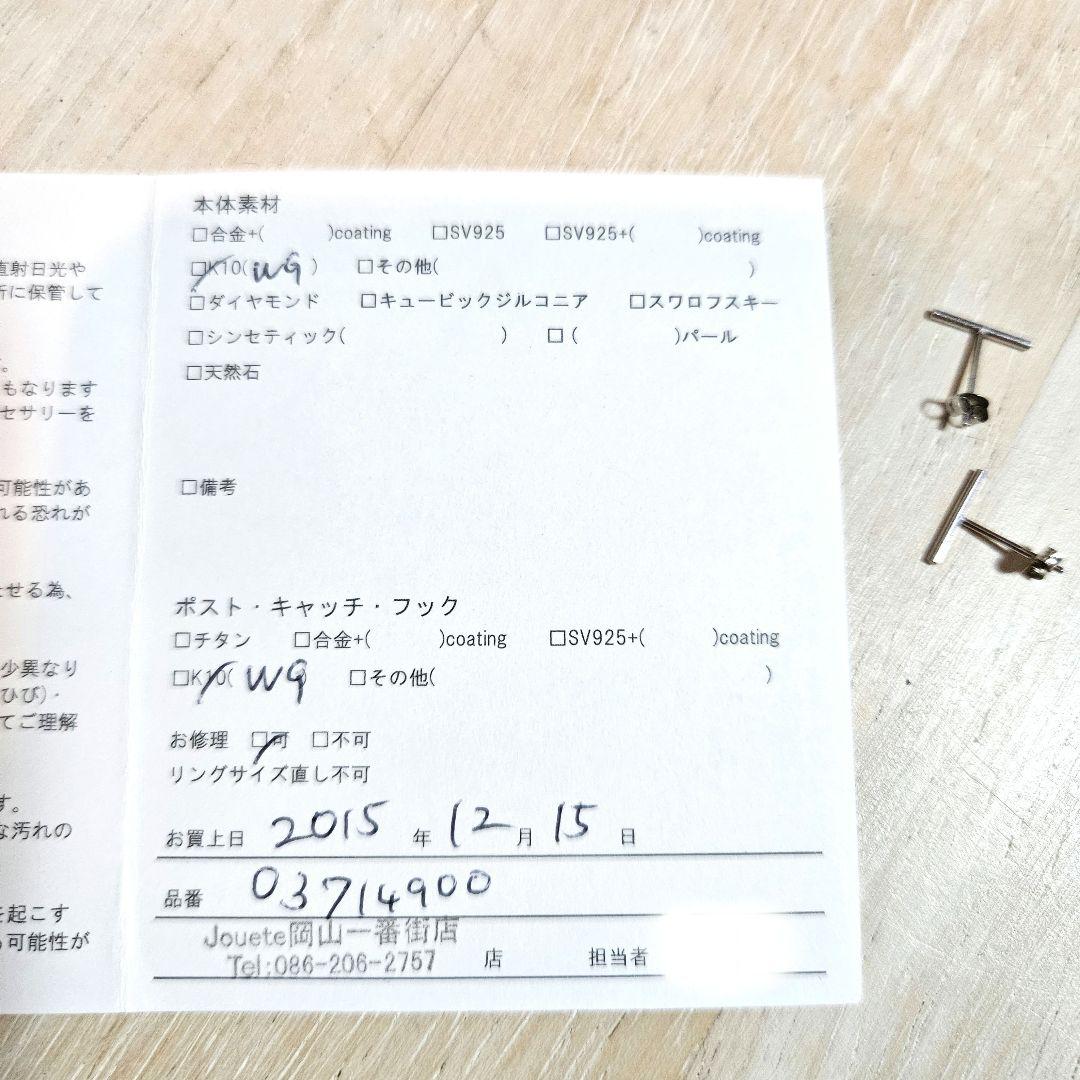 直射日光や
所に保管して
。
もなります
セサリーを
可能性があ
れる恐れが
させる為、
少異なり
ひび)・
てご理解
す。
な汚れの
を起こす
る可能性が
本体素材
□合金+( )coating □SV925 □SV925+( )coating
□K10(WG) □その他( )
□ダイヤモンド □キュービックジルコニア □スワロフスキー
□シンセティック( ) □( )パール
□天然石
□備考
ポスト・キャッチ・フック
□チタン □合金+( )coating □SV925+( )coating
□K10( WG □その他( )
お修理 □可 □不可
リングサイズ直し不可
お買上日 2015 年 12 月 15 日
品番 03714900
Jouete岡山一番街店
Tel:086-206-2757 店 担当者